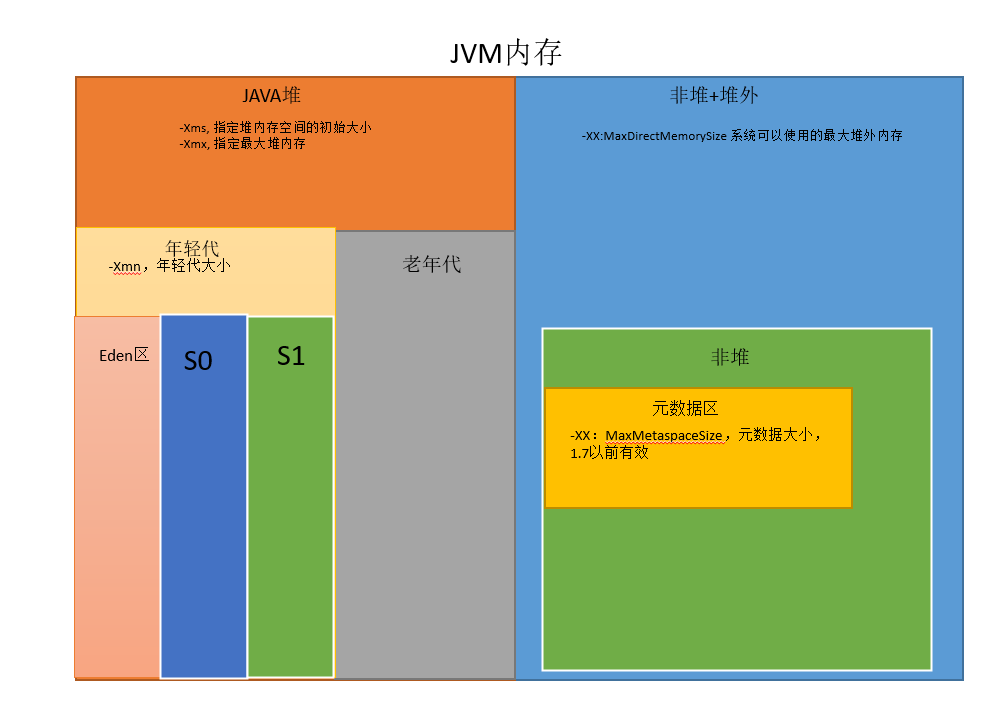 JVM内存
JAVA堆
-Xms, 指定堆内存空间的初始大小
-Xmx, 指定最大堆内存
非堆+堆外
-XX:MaxDirectMemorySize 系统可以使用的最大堆外内存
年轻代
-Xmn，年轻代大小
老年代
Eden区
S0
S1
非堆
元数据区
-XX：MaxMetaspaceSize，元数据大小，
1.7以前有效